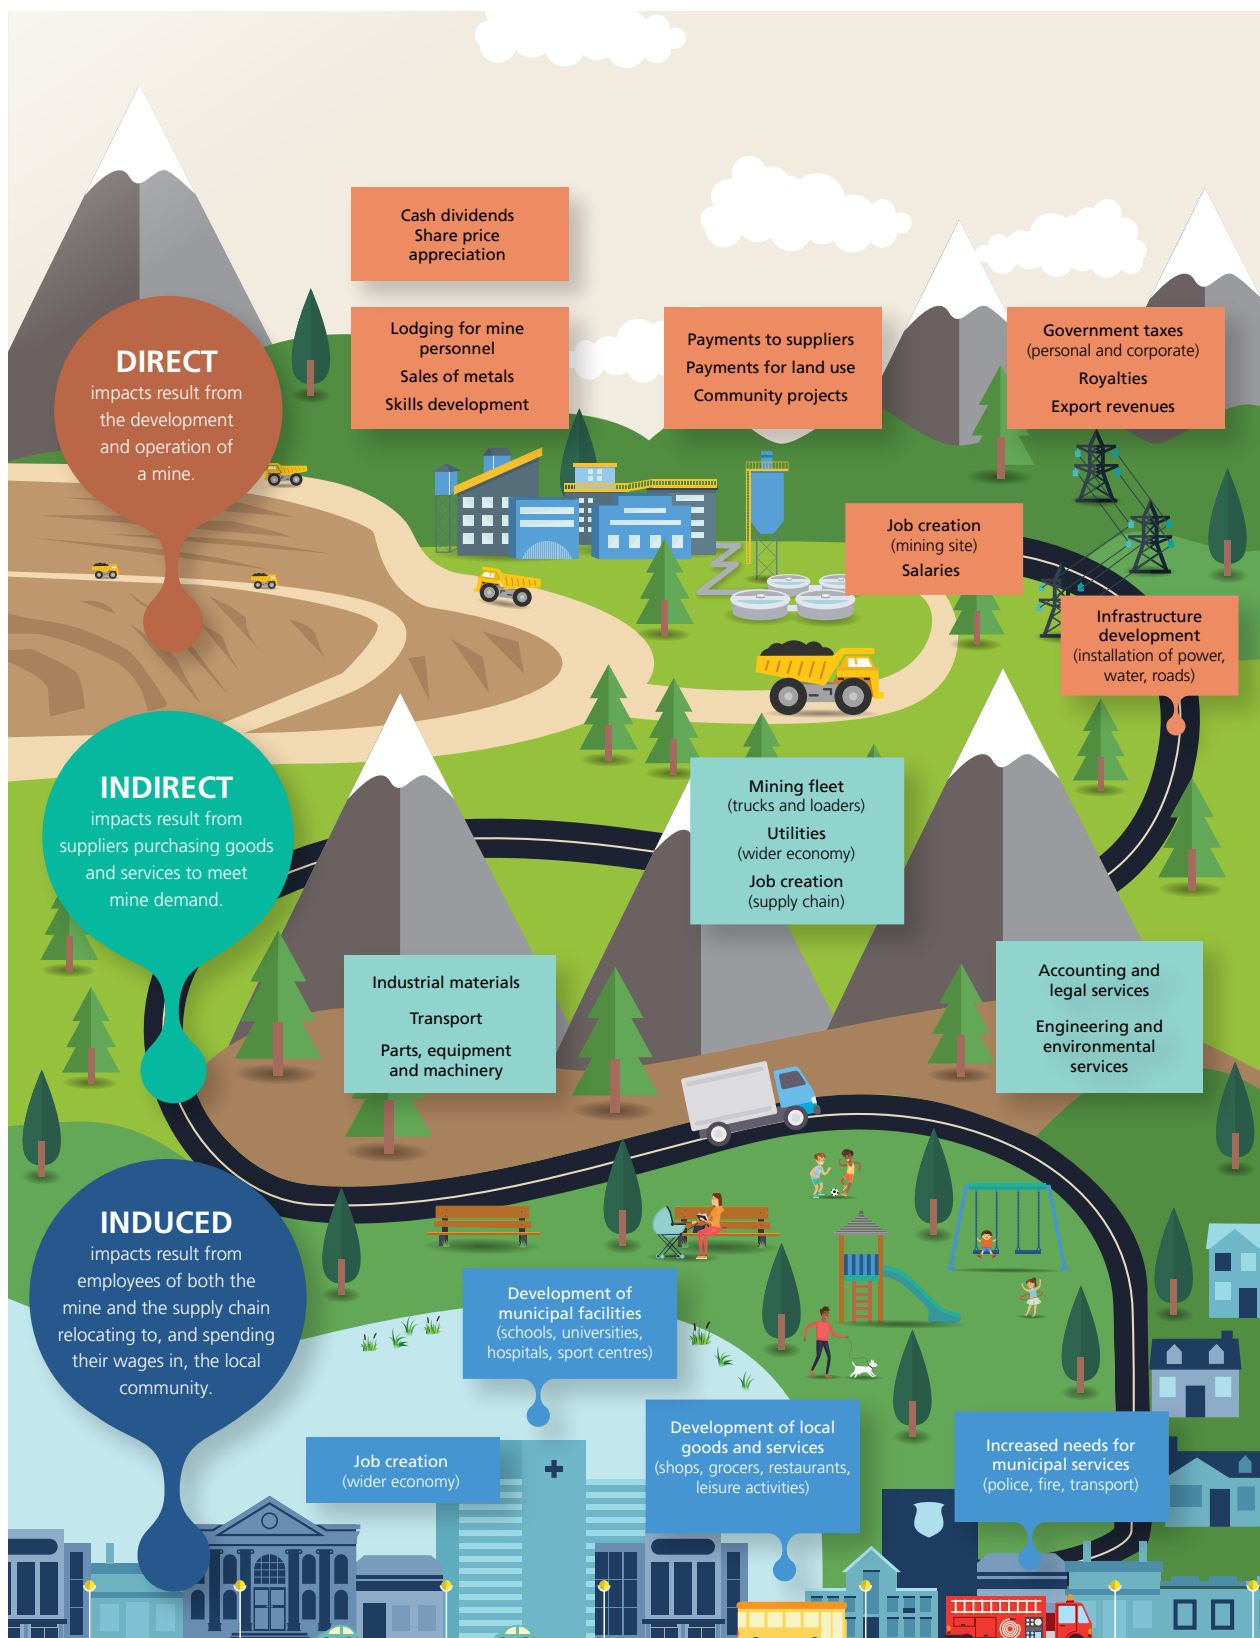 Cash dividends
Share price
appreciation
Lodging for mine
personnel
Sales of metals
Skills development
Payments to suppliers
Payments for land use
Community projects
Government taxes
(personal and corporate)
Royalties
Export revenues
DIRECT
impacts result from
the development
and operation of
a mine.
Job creation
(mining site)
Salaries
Infrastructure
development
(installation of power,
water, roads)
INDIRECT
impacts result from
suppliers purchasing goods
and services to meet
mine demand.
Mining fleet
(trucks and loaders)
Utilities
(wider economy)
Job creation
(supply chain)
Industrial materials
Transport
Parts, equipment
and machinery
Accounting and
legal services
Engineering and
environmental
services
INDUCED
impacts result from
employees of both the
mine and the supply chain
relocating to, and spending
their wages in, the local
community.
Development of
municipal facilities
(schools, universities,
hospitals, sport centres)
Job creation
(wider economy)
Development of local
goods and services
(shops, grocers, restaurants,
leisure activities)
Increased needs for
municipal services
(police, fire, transport)